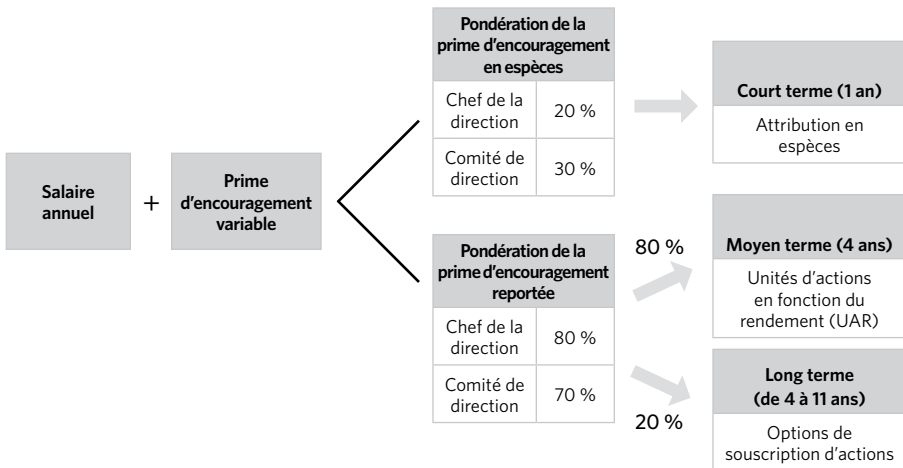 Salaire
annuel
+
Prime
d'encouragement
variable
Pondération de la
prime d'encouragement
en espèces
Chef de la
direction
20 %
Comité de
direction
30 %
Court terme (1 an)
Attribution en
espèces
Pondération de la
prime d'encouragement
reportée
Chef de la
direction
80 %
Comité de
direction
70 %
80 %
Moyen terme (4 ans)
Unités d'actions
en fonction du
rendement (UAR)
20 %
Long terme
(de 4 à 11 ans)
Options de
souscription d'actions